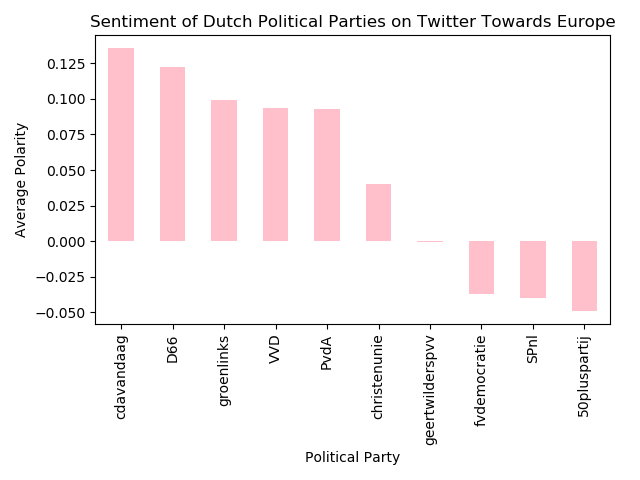 Sentiment of Dutch Political Parties on Twitter Towards Europe
Average Polarity
0.125
0.100
0.075
0.050
0.025
0.000
−0.025
−0.050
cdavandaag
D66
groenlinks
VVD
PvdA
christenunie
geertwilderspvv
fvdemocratie
SPnl
50pluspartij
Political Party